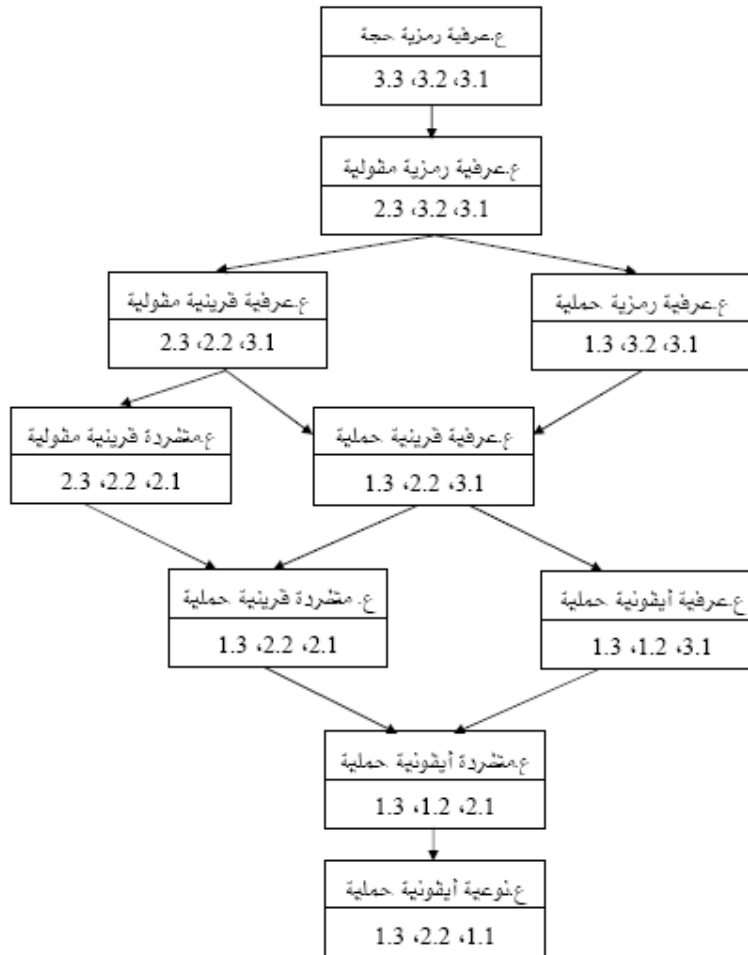 ع.عرفية رمزية حجة
3.1، 3.2، 3.3
ع.عرفية رمزية مقولية
3.1، 3.2، 2.3
ع.عرفية رمزية حملية
3.1، 3.2، 1.3
ع.عرفية قرينية مقولية
3.1، 2.2، 2.3
ع.عرفية قرينية حملية
3.1، 2.2، 1.3
ع.متفردة قرينية مقولية
2.1، 2.2، 2.3
ع.عرفية أيقونية حملية
3.1، 1.2، 1.3
ع. متفردة قرينية حملية
2.1، 2.2، 1.3
ع.متفردة أيقونية حملية
2.1، 1.2، 1.3
ع.نوعية أيقونية حملية
1.1، 2.2، 1.3